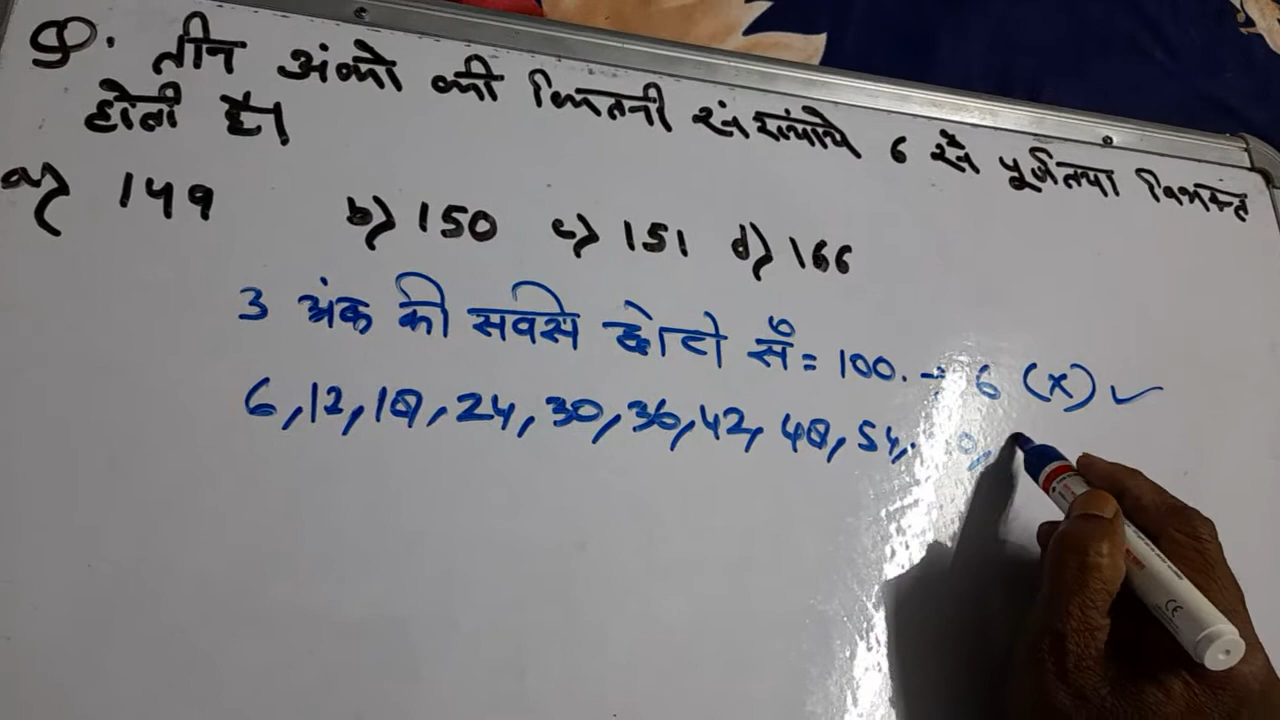 Q. तीन अंको की कितनी संख्यांये 6 से पूर्णतयां विभक्त
होती है।
a) 149 b) 150 c) 151 d) 166
3 अंक की सबसे छोटी सं = 100. ÷ 6 (x) ✓
6, 12, 18, 24, 30, 36, 42, 48, 54,
CE